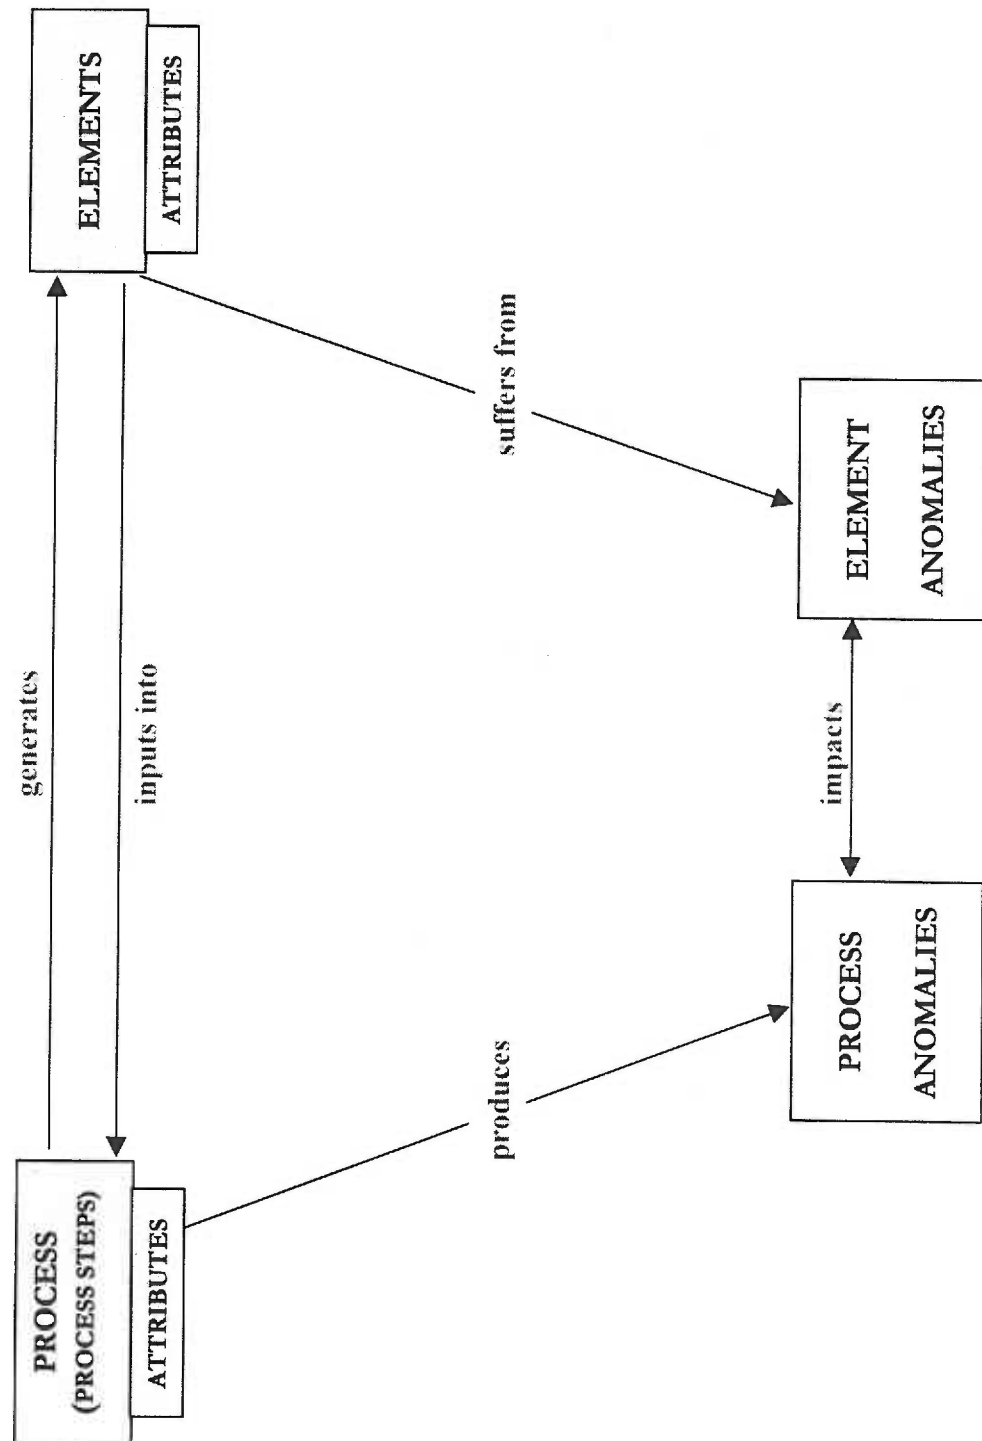 PROCESS
(PROCESS STEPS)
ATTRIBUTES
generates
inputs into
ELEMENTS
ATTRIBUTES
produces
suffers from
PROCESS
ANOMALIES
impacts
ELEMENT
ANOMALIES